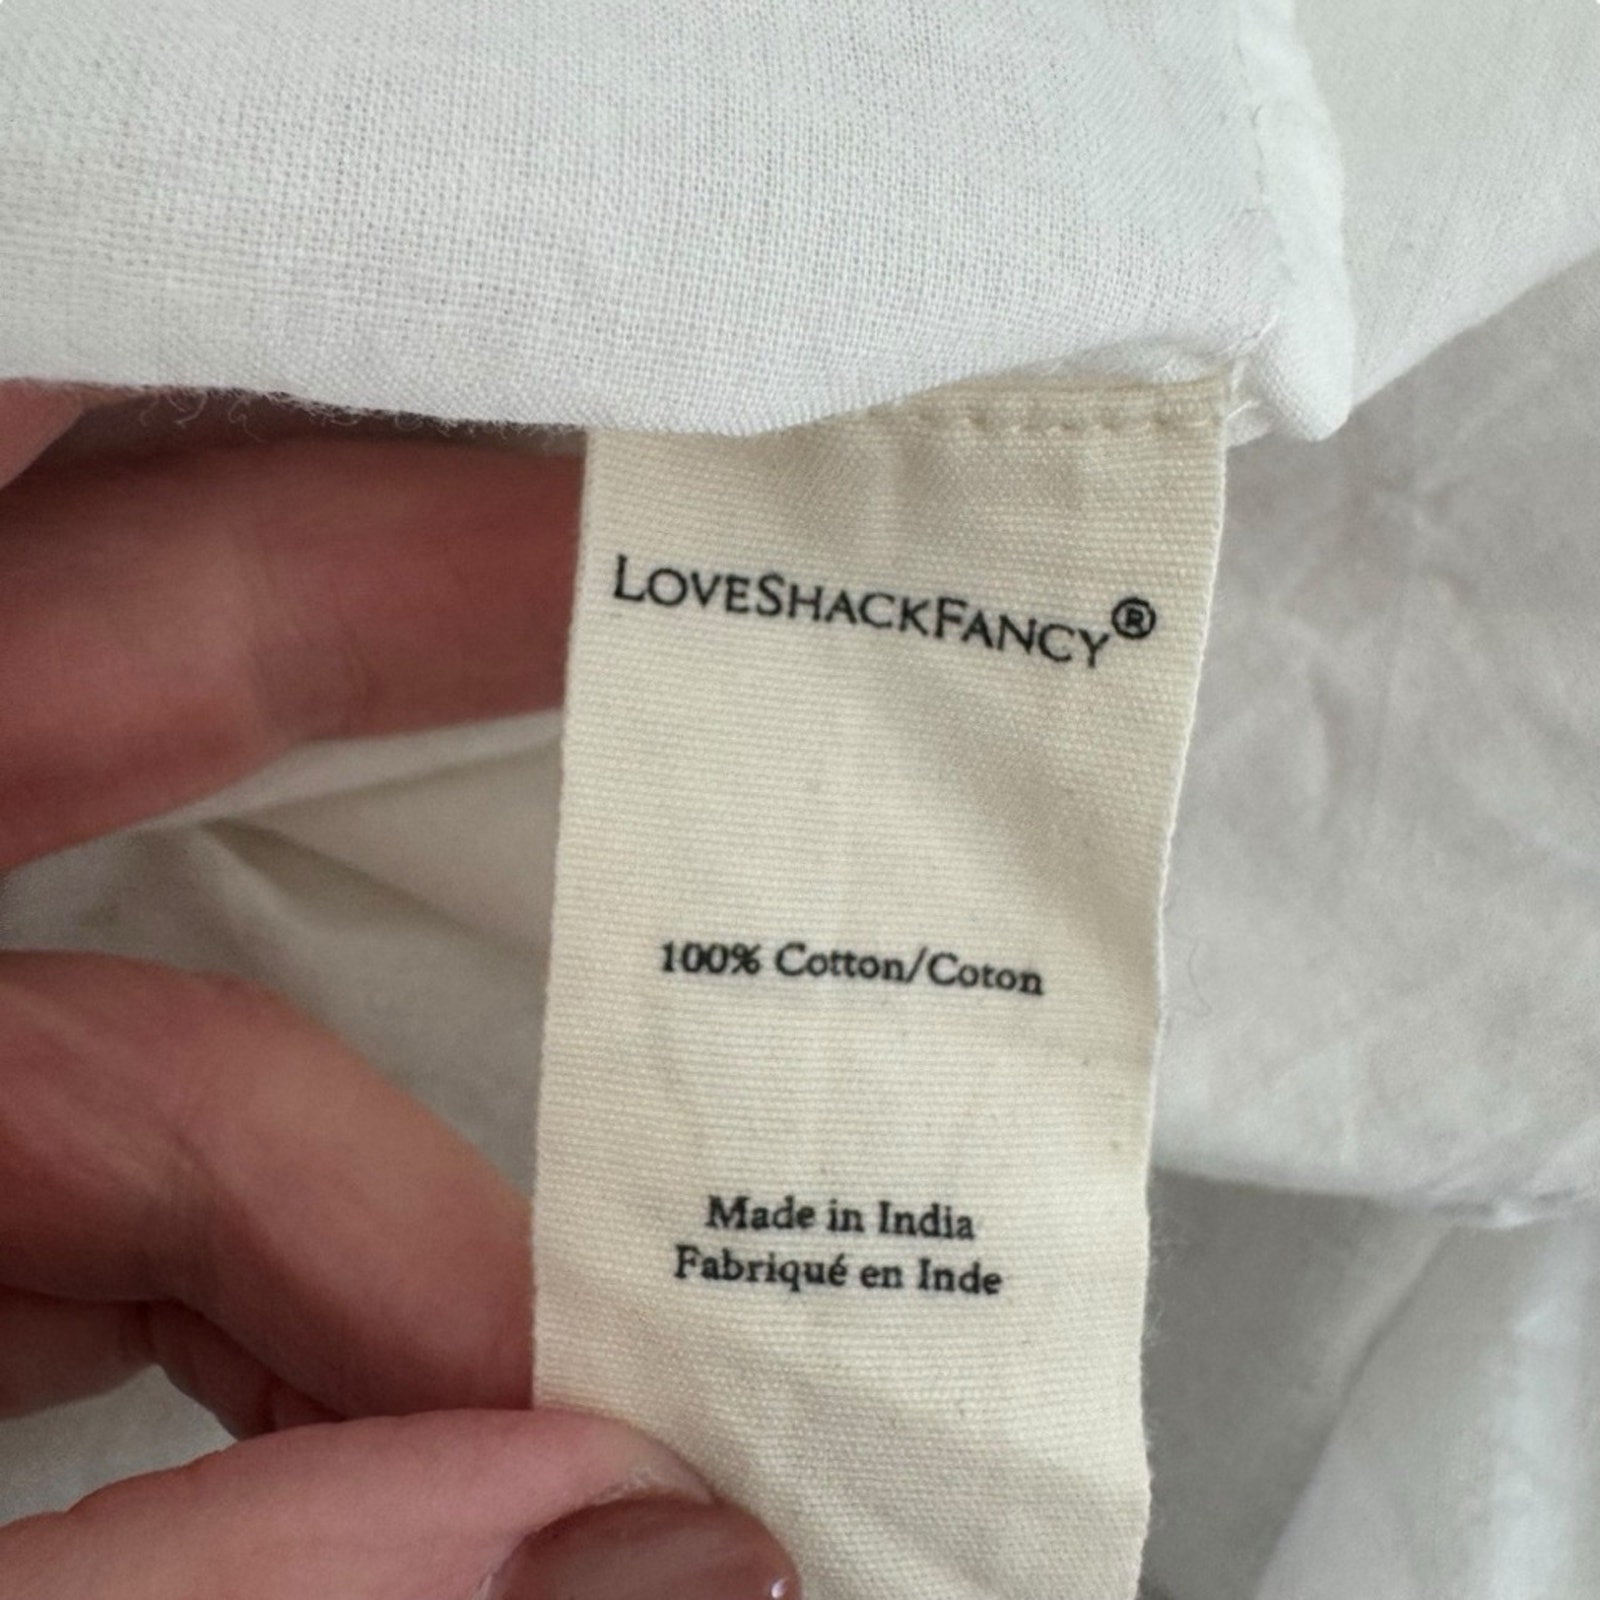 LOVESHACKFANCY®
100% Cotton/Coton
Made in India
Fabriqué en Inde